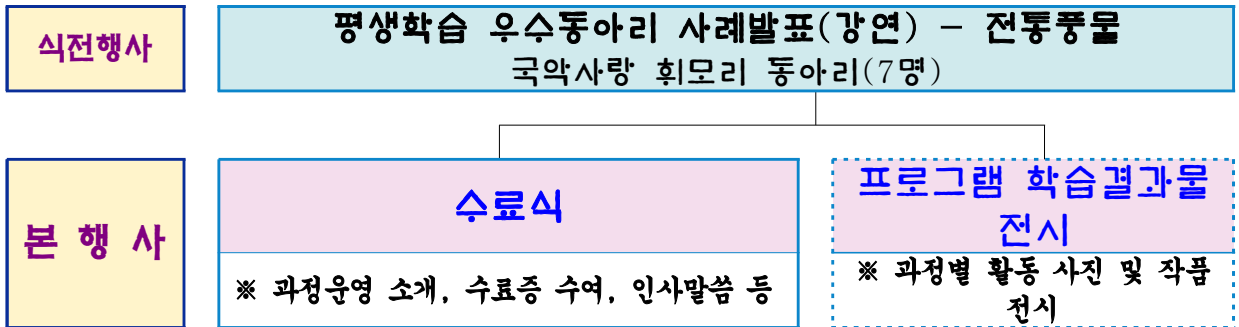 식전행사
평생학습 우수동아리 사례발표(강연) - 전통풍물
국악사랑 휘모리 동아리(7명)
본 행 사
수료식
※ 과정운영 소개, 수료증 수여, 인사말씀 등
프로그램 학습결과물
전시
※ 과정별 활동 사진 및 작품
전시